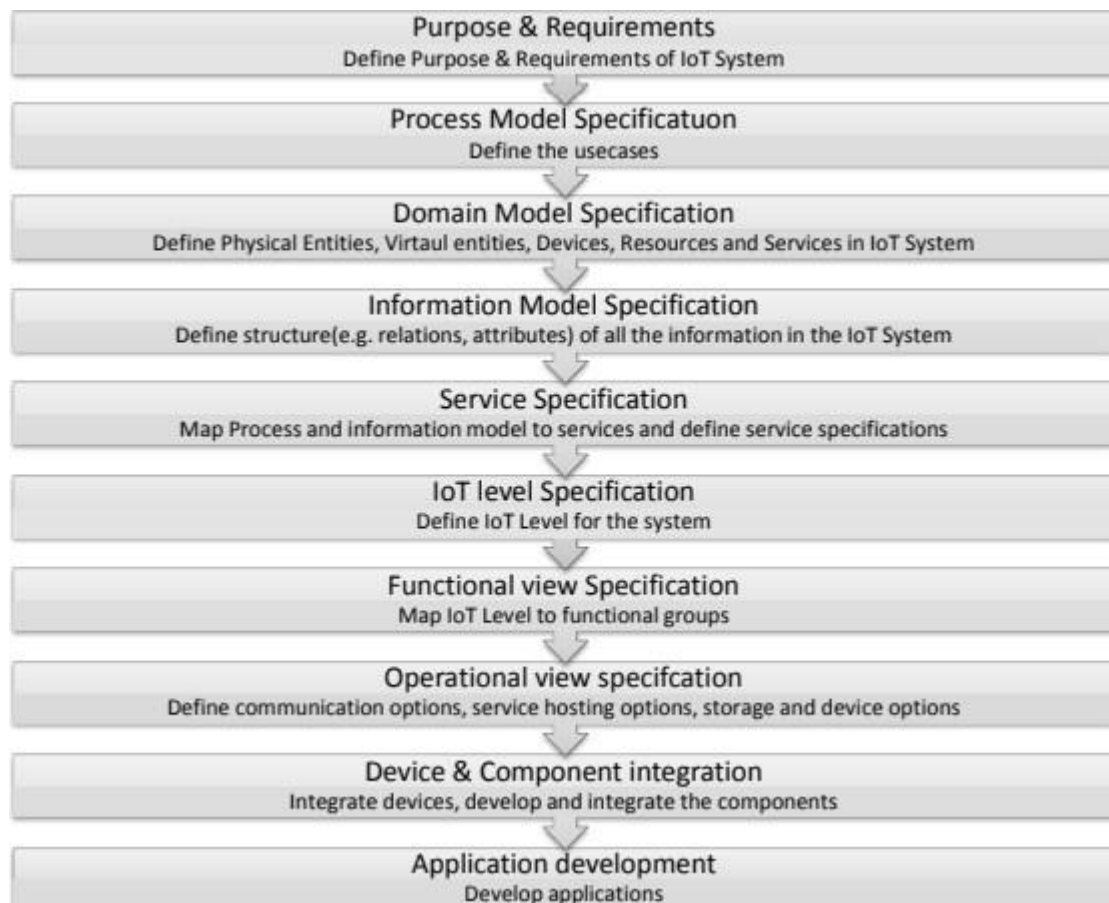 Purpose & Requirements
Define Purpose & Requirements of IoT System
Process Model Specificatuon
Define the usecases
Domain Model Specification
Define Physical Entities, Virtaul entities, Devices, Resources and Services in IoT System
Information Model Specification
Define structure(e.g. relations, attributes) of all the information in the IoT System
Service Specification
Map Process and information model to services and define service specifications
IoT level Specification
Define IoT Level for the system
Functional view Specification
Map IoT Level to functional groups
Operational view specifcation
Define communication options, service hosting options, storage and device options
Device & Component integration
Integrate devices, develop and integrate the components
Application development
Develop applications